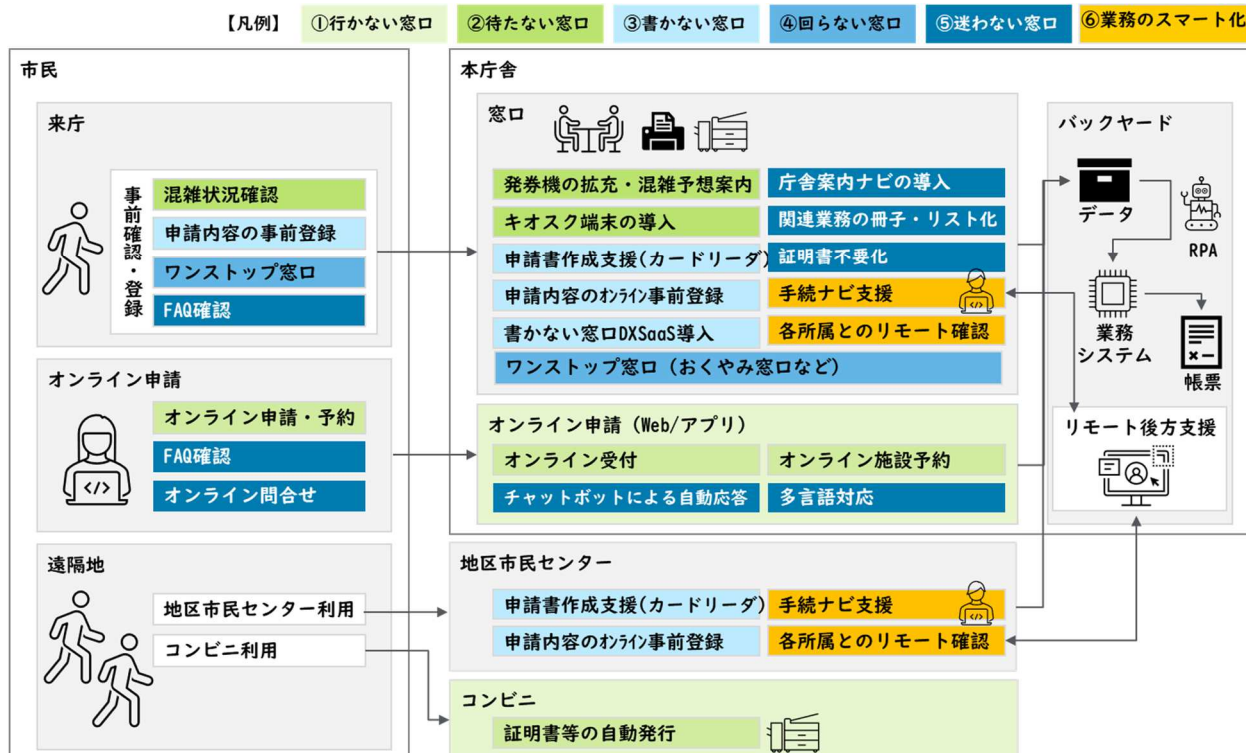 【凡例】 ①行かない窓口 ②待たない窓口 ③書かない窓口 ④回らない窓口 ⑤迷わない窓口 ⑥業務のスマート化
市民
来庁
事前確認・登録
混雑状況確認
申請内容の事前登録
ワンストップ窓口
FAQ確認
オンライン申請
オンライン申請・予約
FAQ確認
オンライン問合せ
</>
遠隔地
地区市民センター利用
コンビニ利用
本庁舎
窓口
発券機の拡充・混雑予想案内
キオスク端末の導入
申請書作成支援(カードリーダ)
申請内容のオンライン事前登録
書かない窓口DXSaaS導入
庁舎案内ナビの導入
関連業務の冊子・リスト化
証明書不要化
手続ナビ支援
</>
各所属とのリモート確認
ワンストップ窓口（おくやみ窓口など）
オンライン申請（Web/アプリ）
オンライン受付
オンライン施設予約
チャットボットによる自動応答
多言語対応
バックヤード
データ
RPA
業務
システム
帳票
リモート後方支援
地区市民センター
申請書作成支援(カードリーダ)
手続ナビ支援
</>
申請内容のオンライン事前登録
各所属とのリモート確認
コンビニ
証明書等の自動発行